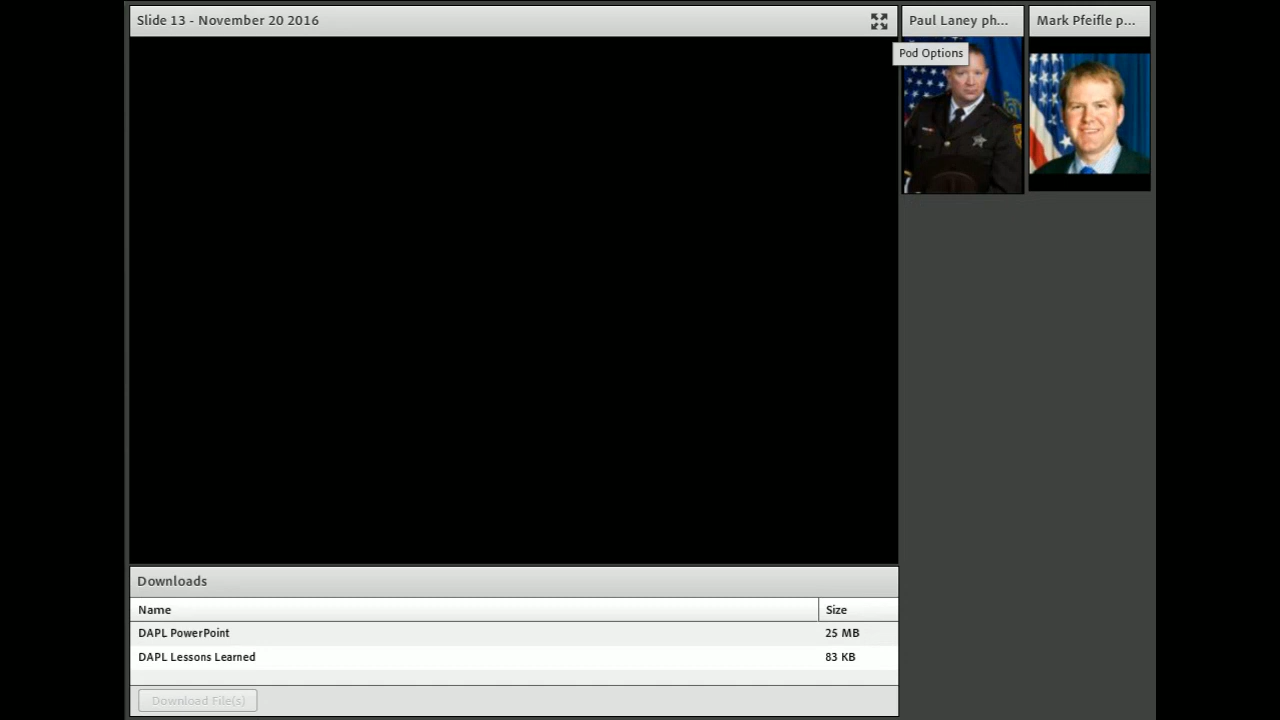 Slide 13 - November 20 2016
Paul Laney ph...
Mark Pfeifle p...
Pod Options
Downloads
Name Size
DAPL PowerPoint 25 MB
DAPL Lessons Learned 83 KB
Download File(s)